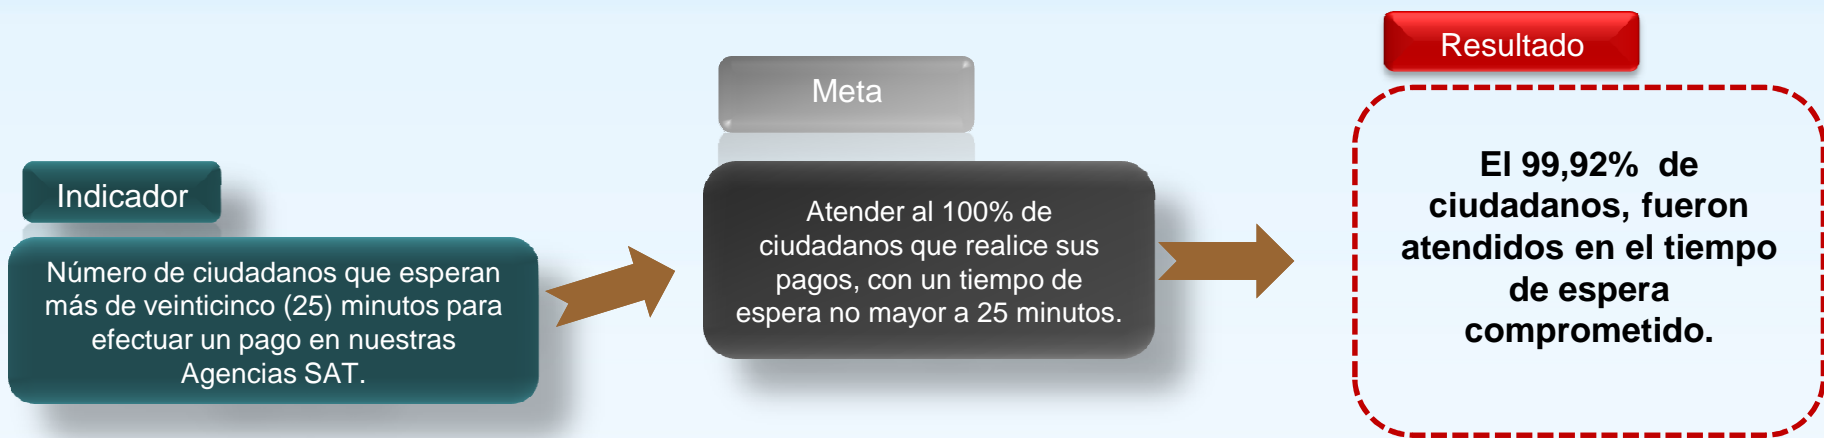 Indicador
Número de ciudadanos que esperan
más de veinticinco (25) minutos para
efectuar un pago en nuestras
Agencias SAT.
Meta
Atender al 100% de
ciudadanos que realice sus
pagos, con un tiempo de
espera no mayor a 25 minutos.
Resultado
El 99,92% de
ciudadanos, fueron
atendidos en el tiempo
de espera
comprometido.